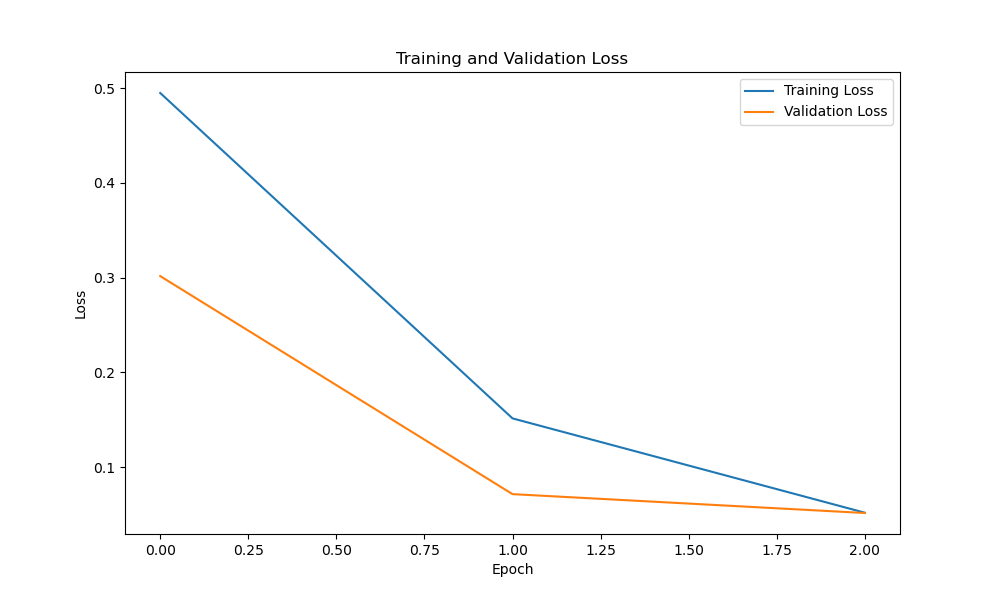 Training and Validation Loss
Training Loss
Validation Loss
0.5
0.4
0.3
0.2
0.1
Loss
0.00 0.25 0.50 0.75 1.00 1.25 1.50 1.75 2.00
Epoch